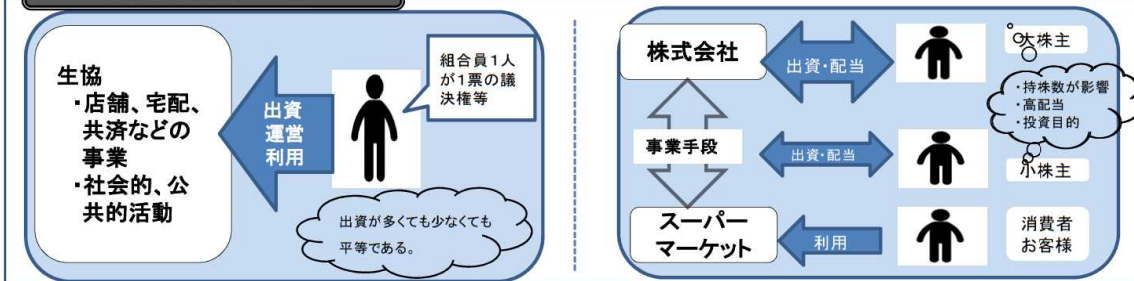 生協
・店舗、宅配、
共済などの
事業
・社会的、公
共的活動
出資
運営
利用
組合員1人
が1票の議
決権等
出資が多くても少なくても
平等である。
株式会社
出資・配当
大株主
・持株数が影響
・高配当
・投資目的
事業手段
出資・配当
小株主
スーパー
マーケット
利用
消費者
お客様